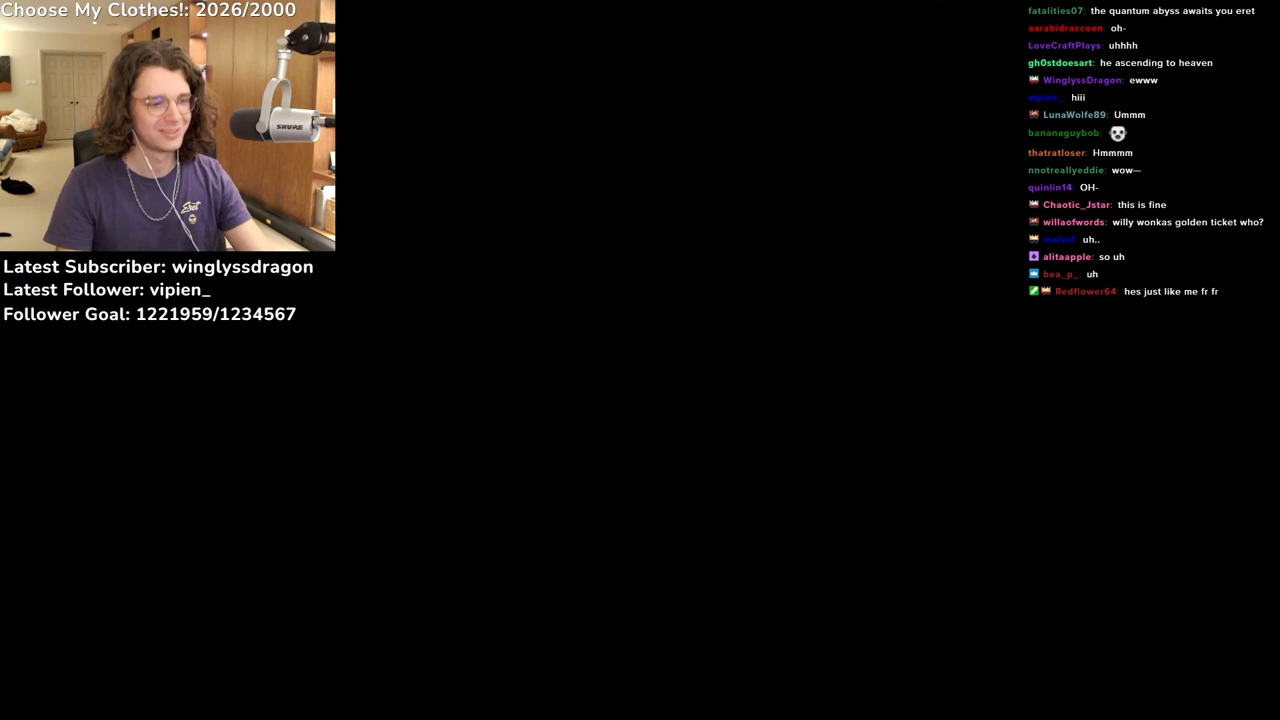 Choose My Clothes!: 2026/2000
SHURE
Eret
Latest Subscriber: winglyssdragon
Latest Follower: vipien_
Follower Goal: 1221959/1234567
fatalities07: the quantum abyss awaits you eret
aarabidraccoon: oh-
LoveCraftPlays: uhhhh
gh0stdoesart: he ascending to heaven
WinglyssDragon: ewww
vipien_: hiii
LunaWolfe89: Ummm
bananaguybob:
thatratloser: Hmmmm
nnotreallyeddie: wow—
quinlin14: OH-
Chaotic_Jstar: this is fine
willaofwords: willy wonkas golden ticket who?
uh..
alitaapple: so uh
bea_p_: uh
Redflower64: hes just like me fr fr